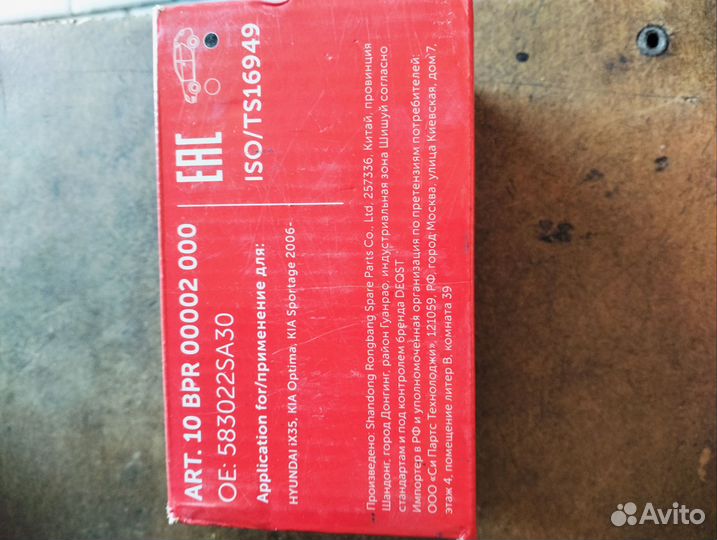 ART. 10 BPR 00002 000
OE: 583022SA30
Application for/применение для:
HYUNDAI iX35, KIA Optima, KIA Sportage 2006-
EAC
ISO/TS16949
Произведено: Shandong Rongbang Spare Parts Co., Ltd, 257336, Китай, провинция
Шандонг, город Донгинг, район Гуанрао, индустриальная зона Шишуй согласно
стандартам и под контролем бренда DEQST
Импортер в РФ и уполномоченная организация по претензиям потребителей:
ООО «Си Партс Технолоджи», 121059, РФ, город Москва, улица Киевская, дом 7,
этаж 4, помещение литер В, комната 39
Avito